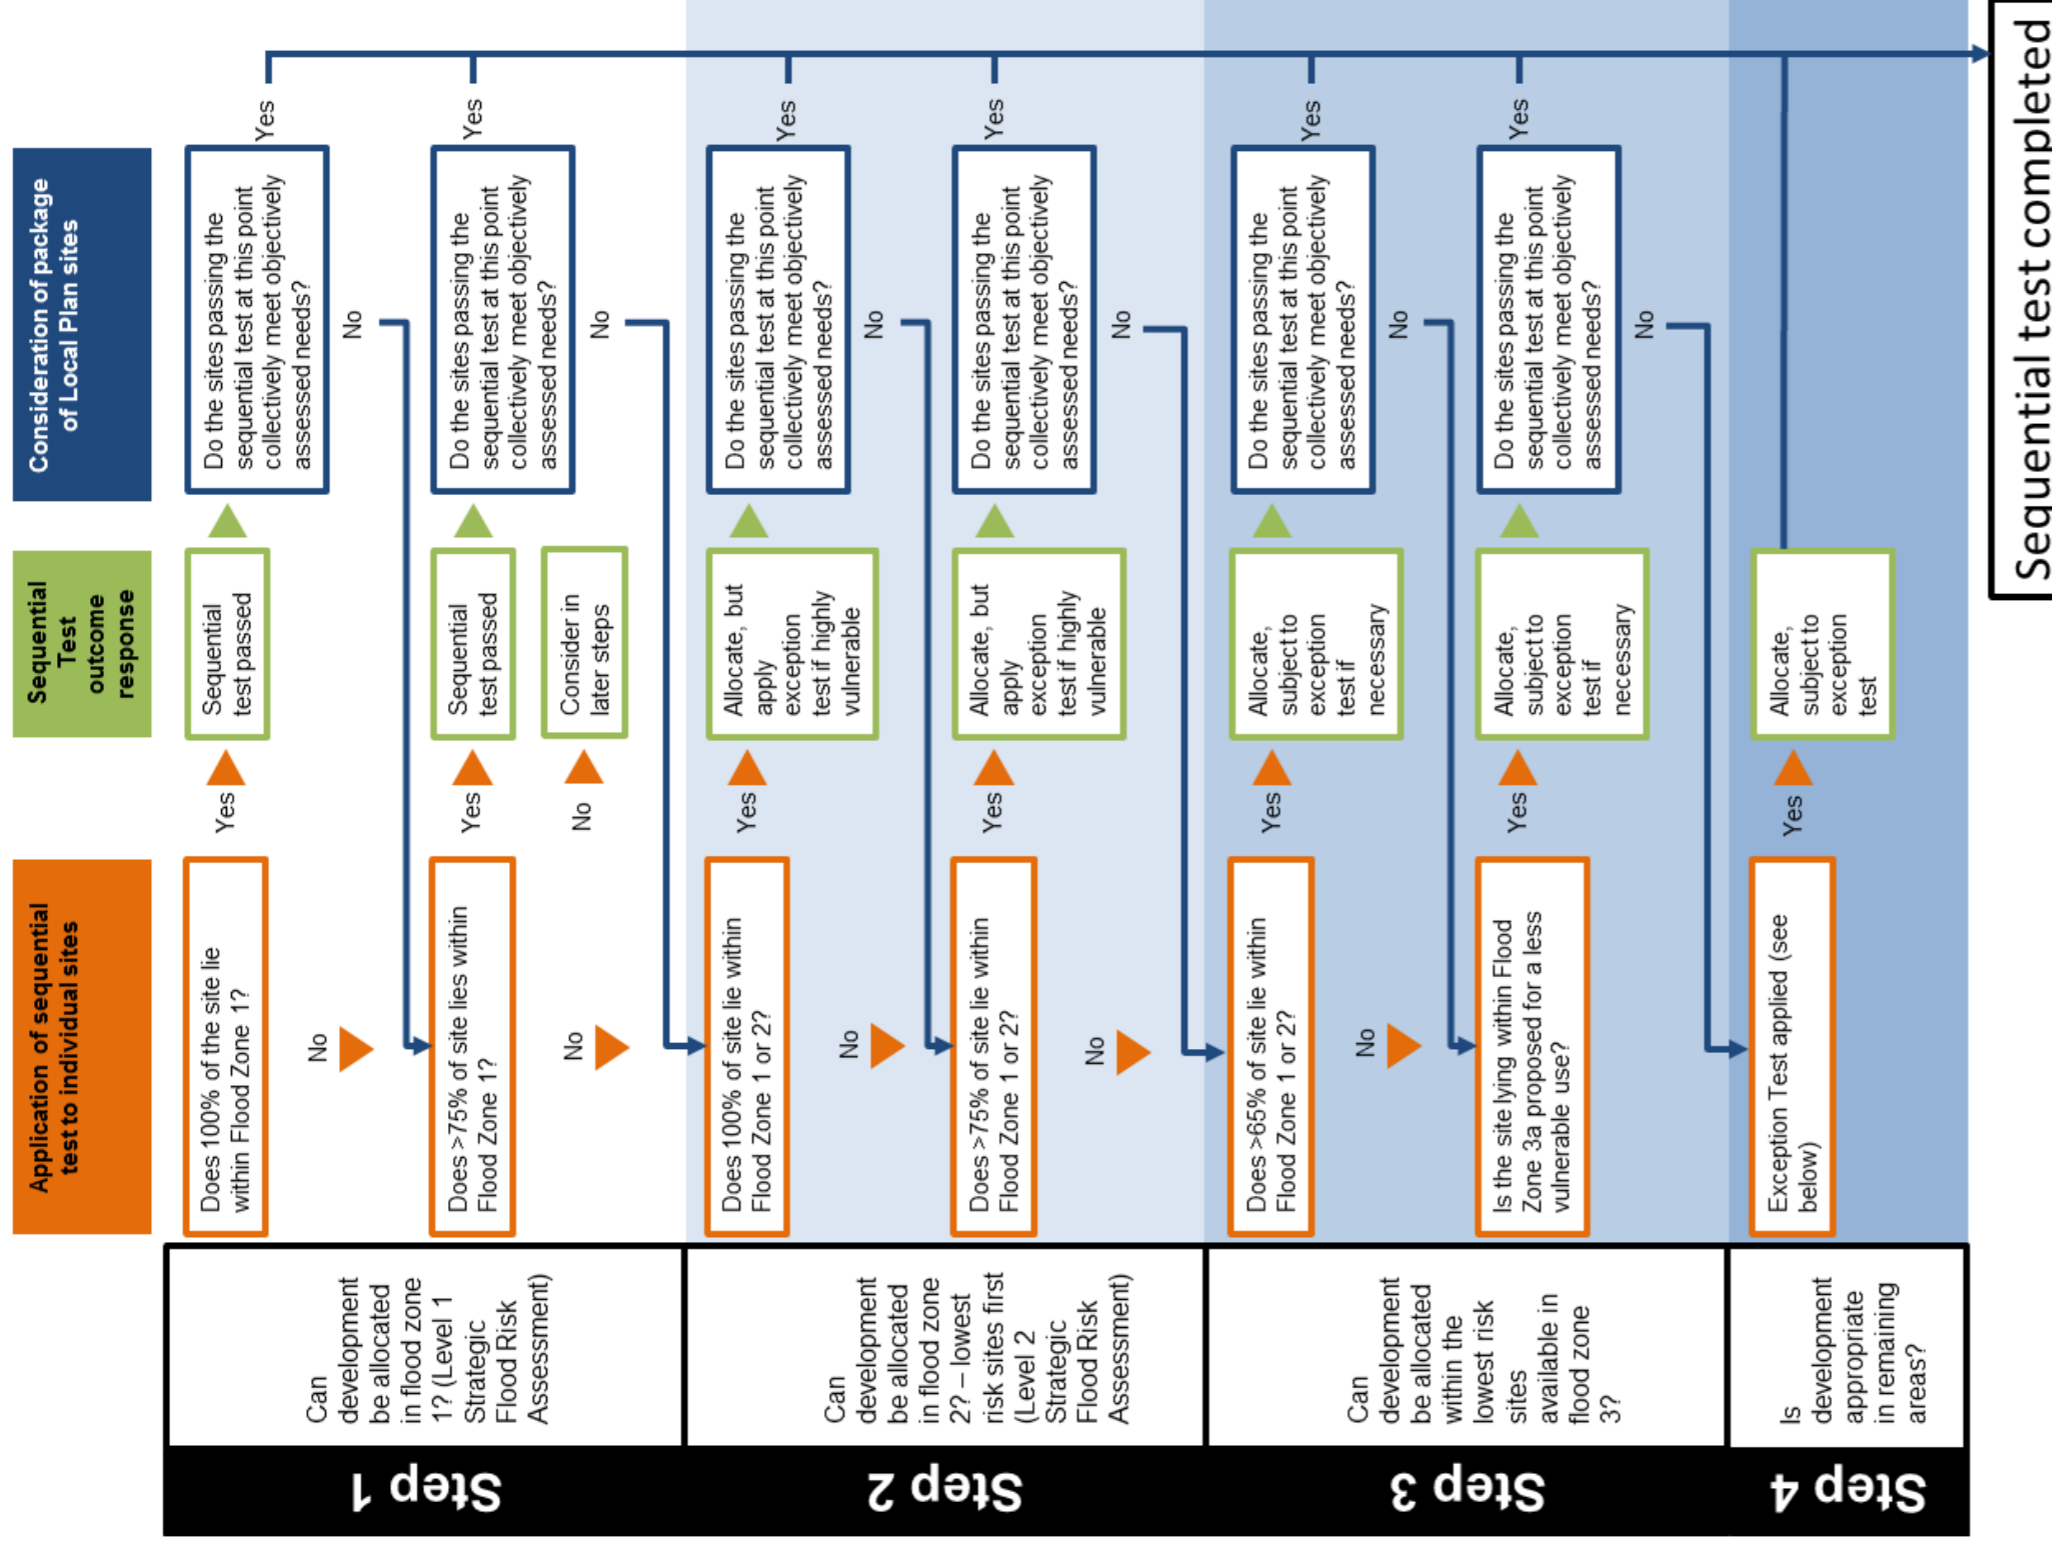 Application of sequential
test to individual sites
Sequential
Test
outcome
response
Consideration of package
of Local Plan sites
Step 1
Can
development
be allocated
in flood zone
1? (Level 1
Strategic
Flood Risk
Assessment)
Does 100% of the site lie
within Flood Zone 1?
Yes
Sequential
test passed
Do the sites passing the
sequential test at this point
collectively meet objectively
assessed needs?
Yes
No
No
Does >75% of site lies within
Flood Zone 1?
Yes
Sequential
test passed
Do the sites passing the
sequential test at this point
collectively meet objectively
assessed needs?
Yes
No
No
Consider in
later steps
No
Step 2
Can
development
be allocated
in flood zone
2? – lowest
risk sites first
(Level 2
Strategic
Flood Risk
Assessment)
Does 100% of site lie within
Flood Zone 1 or 2?
Yes
Allocate, but
apply
exception
test if highly
vulnerable
Do the sites passing the
sequential test at this point
collectively meet objectively
assessed needs?
Yes
No
No
Does >75% of site lie within
Flood Zone 1 or 2?
Yes
Allocate, but
apply
exception
test if highly
vulnerable
Do the sites passing the
sequential test at this point
collectively meet objectively
assessed needs?
Yes
No
No
Step 3
Can
development
be allocated
within the
lowest risk
sites
available in
flood zone
3?
Does >65% of site lie within
Flood Zone 1 or 2?
Yes
Allocate,
subject to
exception
test if
necessary
Do the sites passing the
sequential test at this point
collectively meet objectively
assessed needs?
Yes
No
No
Is the site lying within Flood
Zone 3a proposed for a less
vulnerable use?
Yes
Allocate,
subject to
exception
test if
necessary
Do the sites passing the
sequential test at this point
collectively meet objectively
assessed needs?
Yes
No
Step 4
Is
development
appropriate
in remaining
areas?
Exception Test applied (see
below)
Yes
Allocate,
subject to
exception
test
Sequential test completed